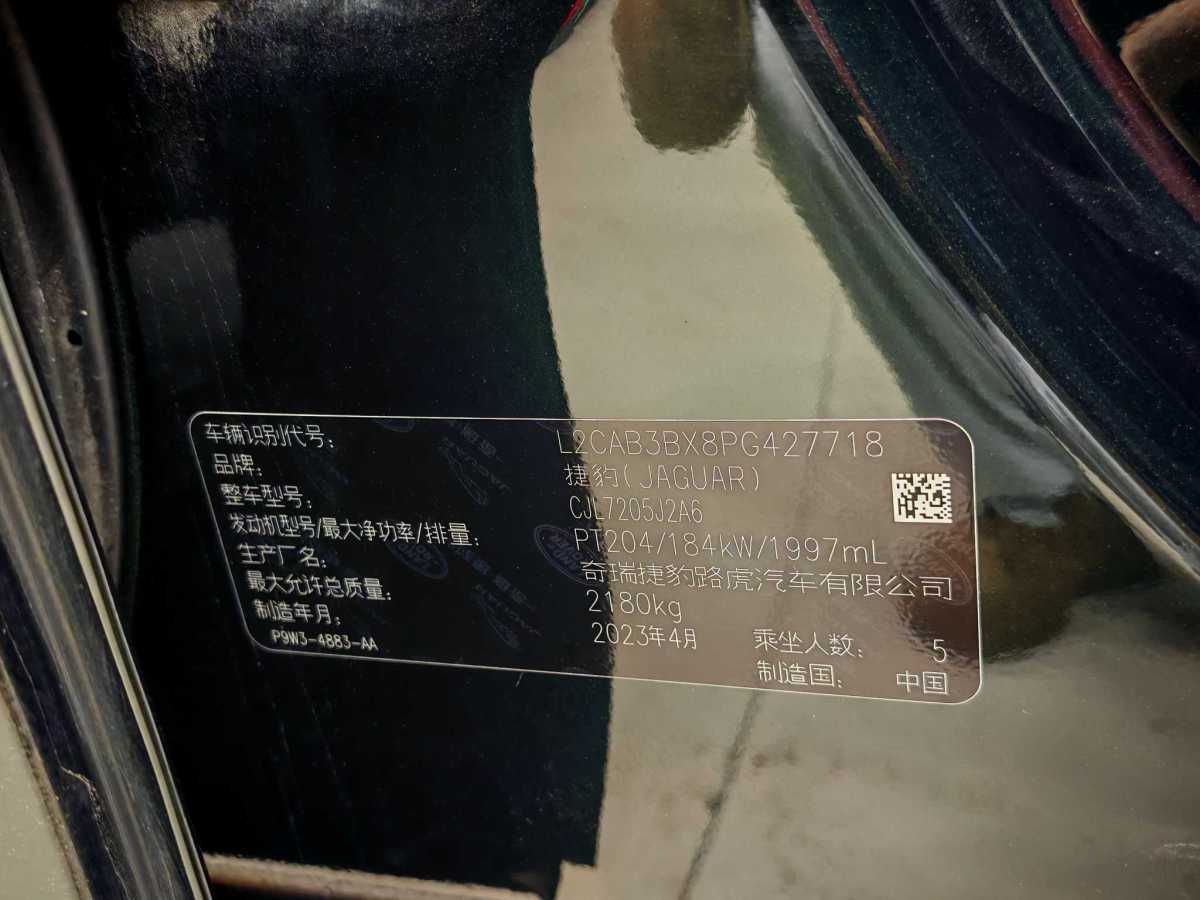 车辆识别代号: L2CAB3BX8PG427718
品牌: 捷豹(JAGUAR)
整车型号: CJL7205J2A6
发动机型号/最大净功率/排量: PT204/184kW/1997mL
生产厂名: 奇瑞捷豹路虎汽车有限公司
最大允许总质量: 2180kg
制造年月: 2023年4月 乘坐人数: 5
P9W3-4883-AA 制造国: 中国